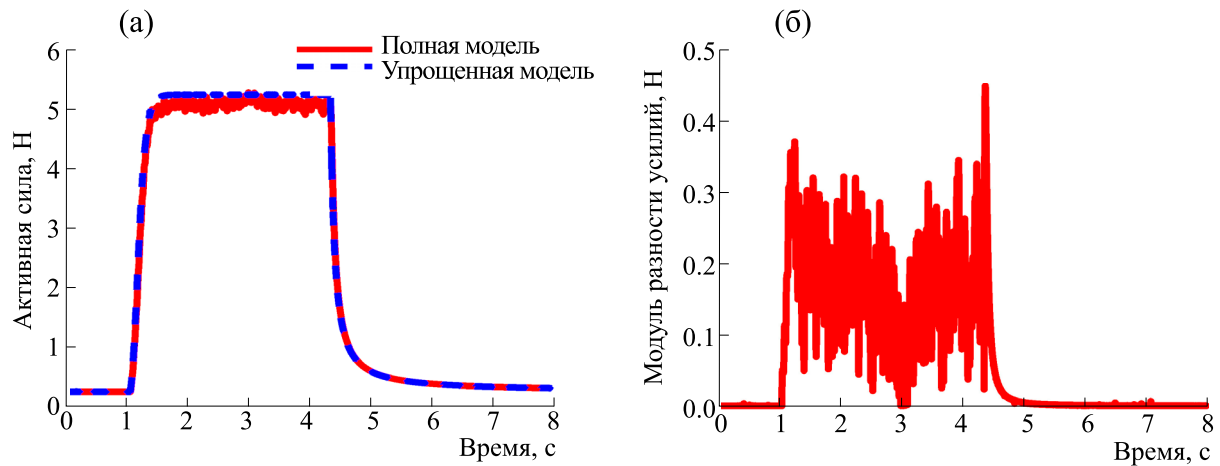 (а)
Полная модель
Упрощенная модель
Активная сила, Н
6
5
4
3
2
1
0
0 1 2 3 4 5 6 7 8
Время, с
(б)
Модуль разности усилий, Н
0.5
0.4
0.3
0.2
0.1
0.0
0 1 2 3 4 5 6 7 8
Время, с